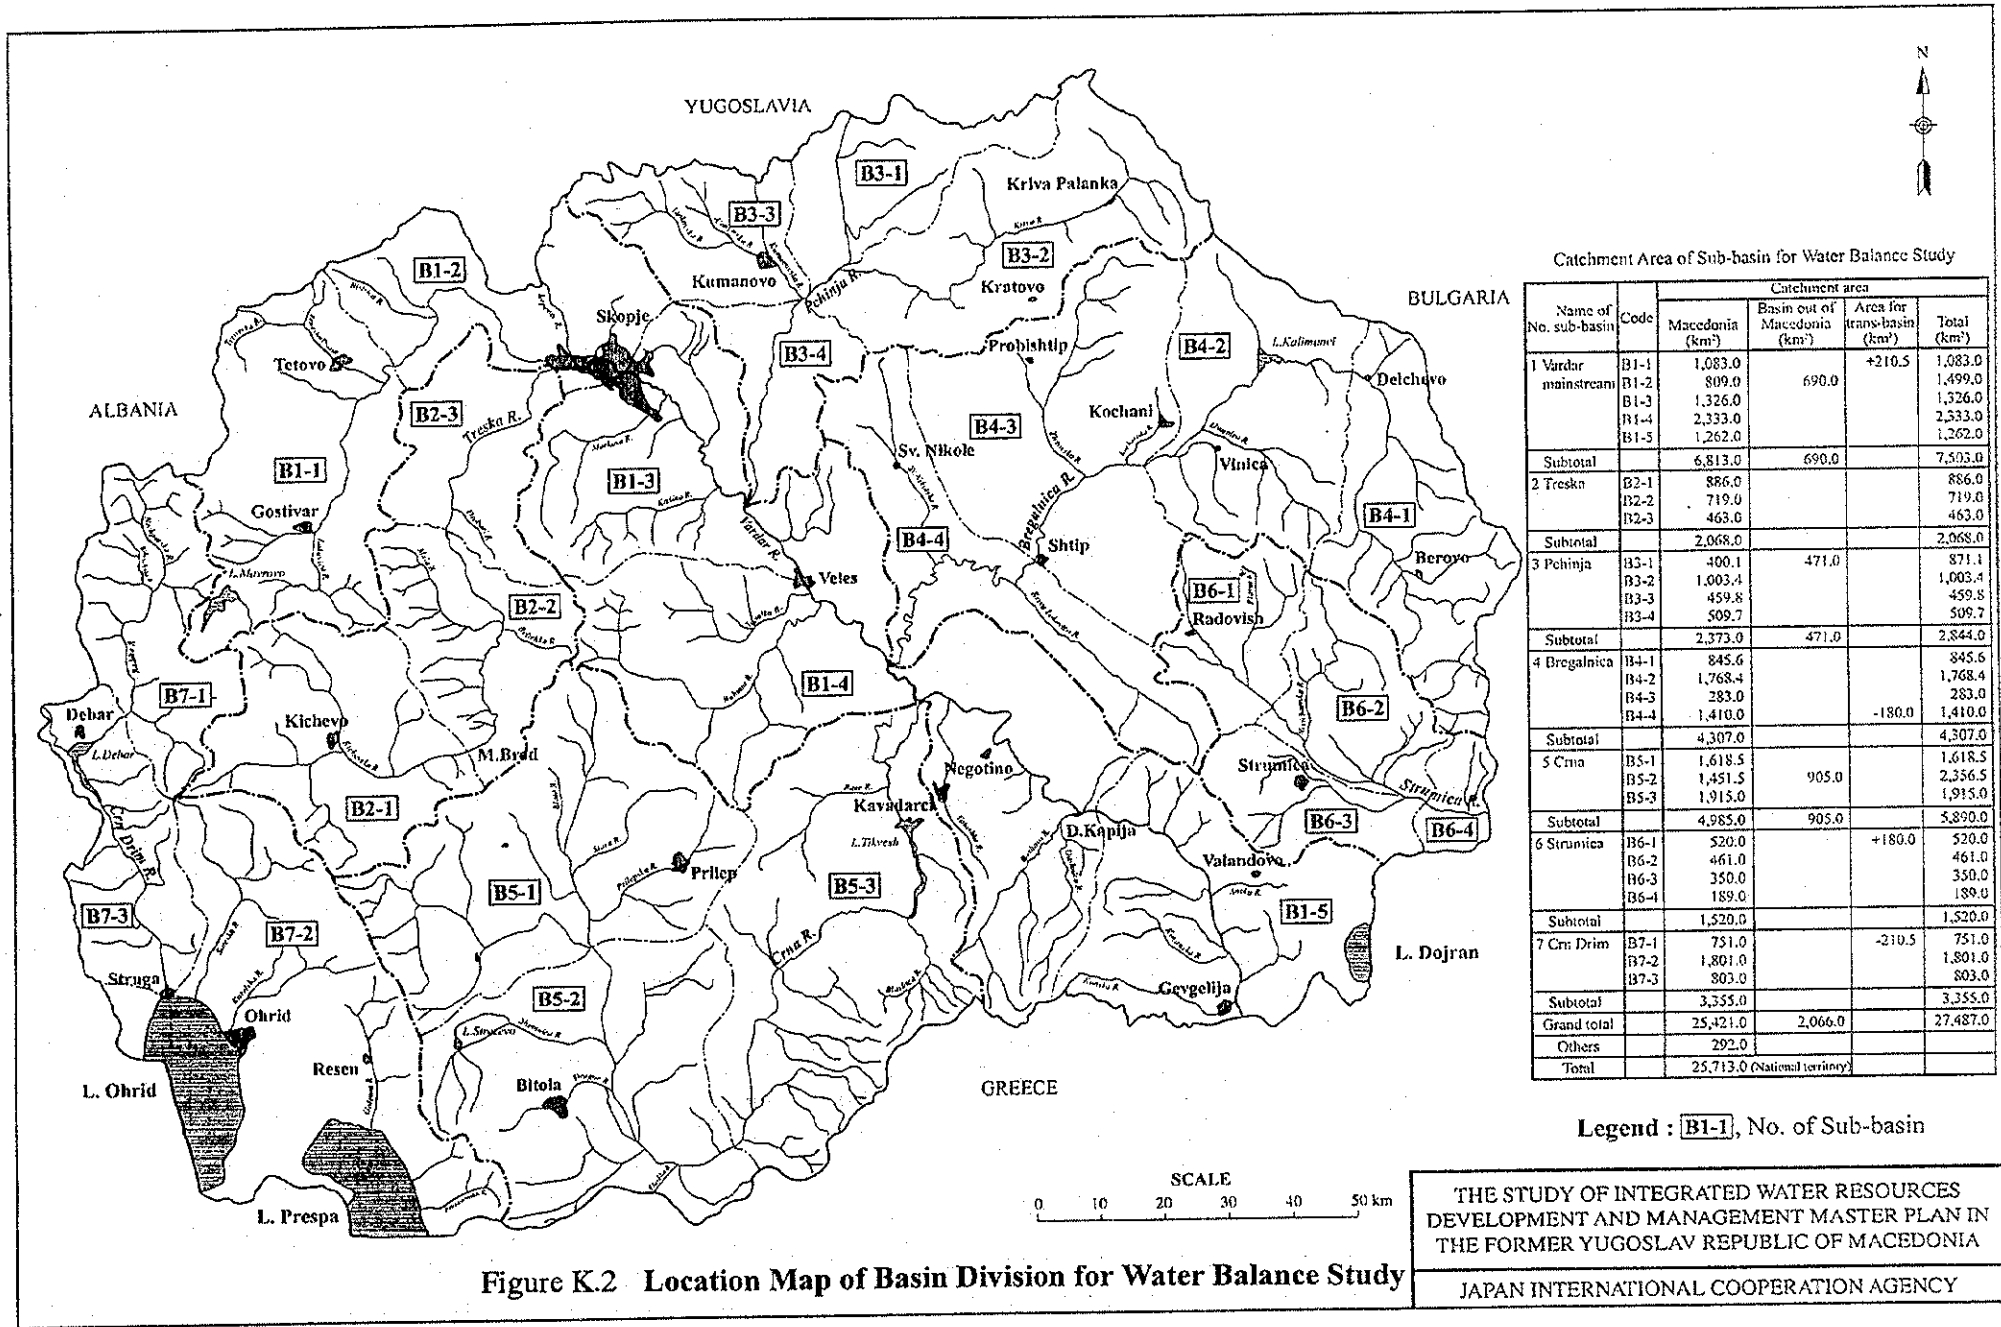 YUGOSLAVIA
N
B3-1
Kriva Palanka
B3-3
B3-2
B1-2
Kumanovo
Pchinja R.
Kratovo
BULGARIA
Skopje
B3-4
Probishtip
B4-2
L.Kalimanci
Tetovo
Delchevo
ALBANIA
B2-3
Treska R.
Kochani
B4-3
Sv. Nikole
Vinica
B1-1
B1-3
Bregalnica R.
Gostivar
Vardar R.
B4-4
B4-1
Shtip
Berovo
L.Mavrovo
Veles
B2-2
B6-1
Radovish
B7-1
B1-4
B6-2
Debar
Kichevo
L.Debar
M.Brod
Negotino
Strumica
Strumica R.
B2-1
Kavadarci
Crn Drim R.
D.Kapija
B6-3
B6-4
L.Tikvesh
Valandovo
Prilep
B5-1
B5-3
B7-3
B7-2
B1-5
Crna R.
L. Dojran
Struga
B5-2
Gevgelija
Ohrid
Resen
Bitola
L. Ohrid
GREECE
L. Prespa
Catchment Area of Sub-basin for Water Balance Study
Catchment area
No. Name of sub-basin Code Macedonia (km²) Basin out of Macedonia (km²) Area for trans-basin (km²) Total (km²)
1 Vardar B1-1 1,083.0 +210.5 1,083.0
mainstream B1-2 809.0 690.0 1,499.0
B1-3 1,326.0 1,326.0
B1-4 2,333.0 2,333.0
B1-5 1,262.0 1,262.0
Subtotal 6,813.0 690.0 7,503.0
2 Treska B2-1 886.0 886.0
B2-2 719.0 719.0
B2-3 463.0 463.0
Subtotal 2,068.0 2,068.0
3 Pchinja B3-1 400.1 471.0 871.1
B3-2 1,003.4 1,003.4
B3-3 459.8 459.8
B3-4 509.7 509.7
Subtotal 2,373.0 471.0 2,844.0
4 Bregalnica B4-1 845.6 845.6
B4-2 1,768.4 1,768.4
B4-3 283.0 283.0
B4-4 1,410.0 -180.0 1,410.0
Subtotal 4,307.0 4,307.0
5 Crna B5-1 1,618.5 1,618.5
B5-2 1,451.5 905.0 2,356.5
B5-3 1,915.0 1,915.0
Subtotal 4,985.0 905.0 5,890.0
6 Strumica B6-1 520.0 +180.0 520.0
B6-2 461.0 461.0
B6-3 350.0 350.0
B6-4 189.0 189.0
Subtotal 1,520.0 1,520.0
7 Crn Drim B7-1 751.0 -210.5 751.0
B7-2 1,801.0 1,801.0
B7-3 803.0 803.0
Subtotal 3,355.0 3,355.0
Grand total 25,421.0 2,066.0 27,487.0
Others 292.0
Total 25,713.0 (National territory)
Legend : B1-1, No. of Sub-basin
SCALE
0 10 20 30 40 50 km
THE STUDY OF INTEGRATED WATER RESOURCES
DEVELOPMENT AND MANAGEMENT MASTER PLAN IN
THE FORMER YUGOSLAV REPUBLIC OF MACEDONIA
JAPAN INTERNATIONAL COOPERATION AGENCY
Figure K.2 Location Map of Basin Division for Water Balance Study